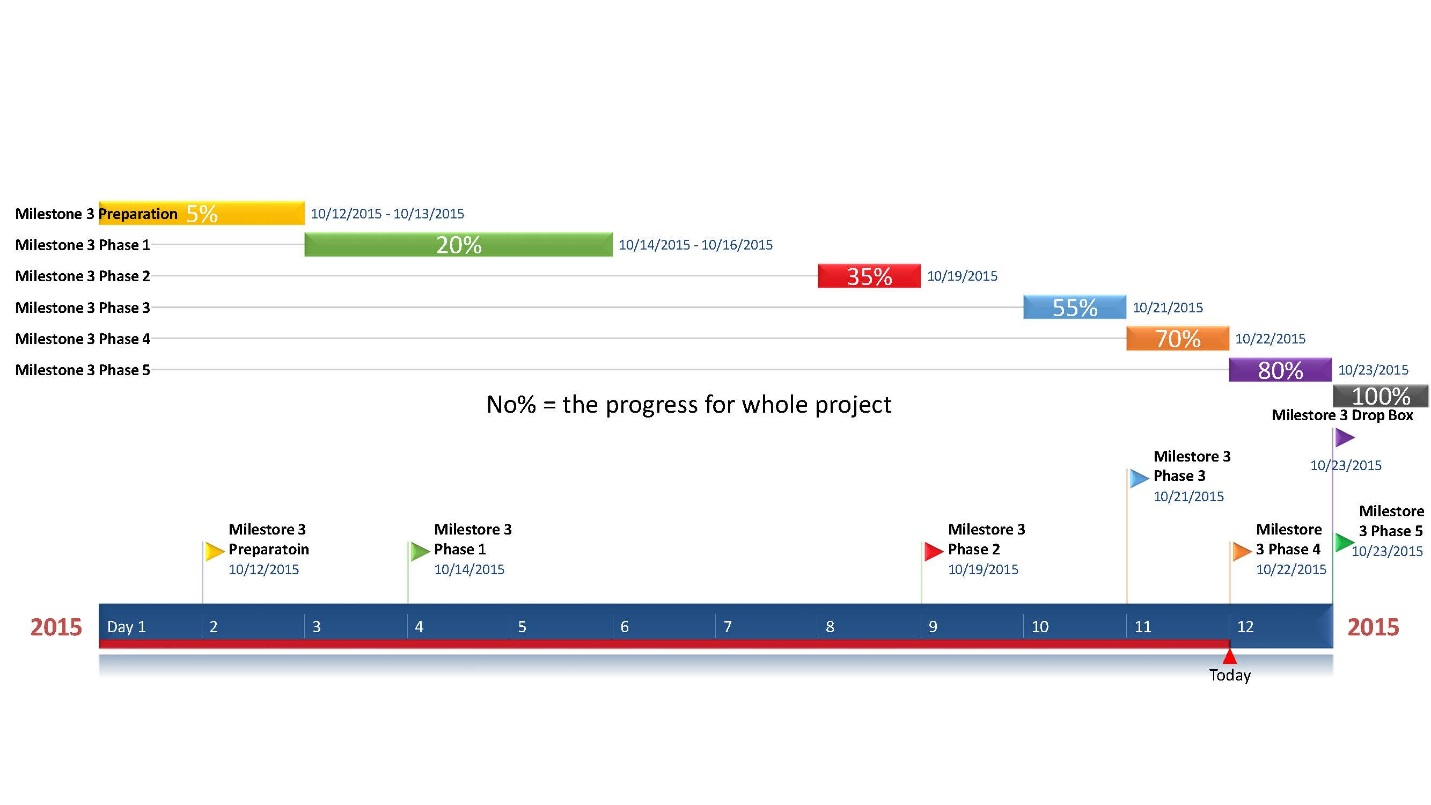 Milestone 3 Preparation 5% 10/12/2015 - 10/13/2015
Milestone 3 Phase 1 20% 10/14/2015 - 10/16/2015
Milestone 3 Phase 2 35% 10/19/2015
Milestone 3 Phase 3 55% 10/21/2015
Milestone 3 Phase 4 70% 10/22/2015
Milestone 3 Phase 5 80% 10/23/2015
100%
No% = the progress for whole project
Milestore 3 Drop Box
10/23/2015
Milestore 3
Phase 3
10/21/2015
Milestore 3
Preparatoin
10/12/2015
Milestore 3
Phase 1
10/14/2015
Milestore 3
Phase 2
10/19/2015
Milestore
3 Phase 4
10/22/2015
Milestore
3 Phase 5
10/23/2015
2015 Day 1 2 3 4 5 6 7 8 9 10 11 12 2015
Today